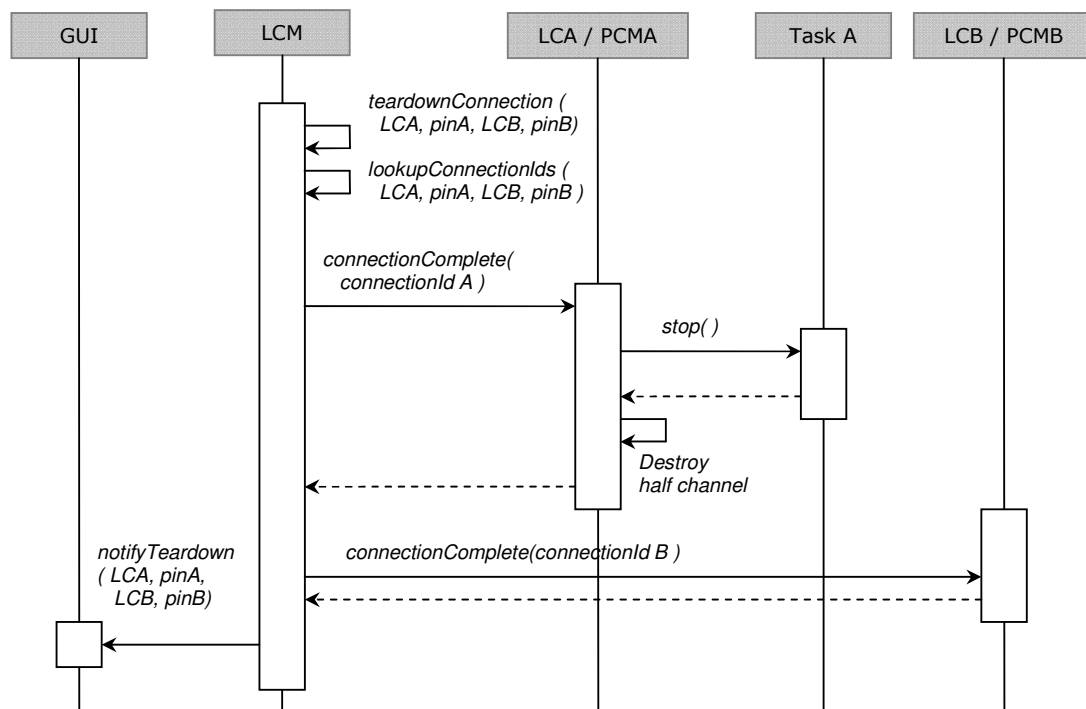 GUI
LCM
LCA / PCMA
Task A
LCB / PCMB
teardownConnection (
LCA, pinA, LCB, pinB)
lookupConnectionIds (
LCA, pinA, LCB, pinB )
connectionComplete(
connectionId A )
stop( )
Destroy
half channel
notifyTeardown
( LCA, pinA,
LCB, pinB)
connectionComplete(connectionId B )